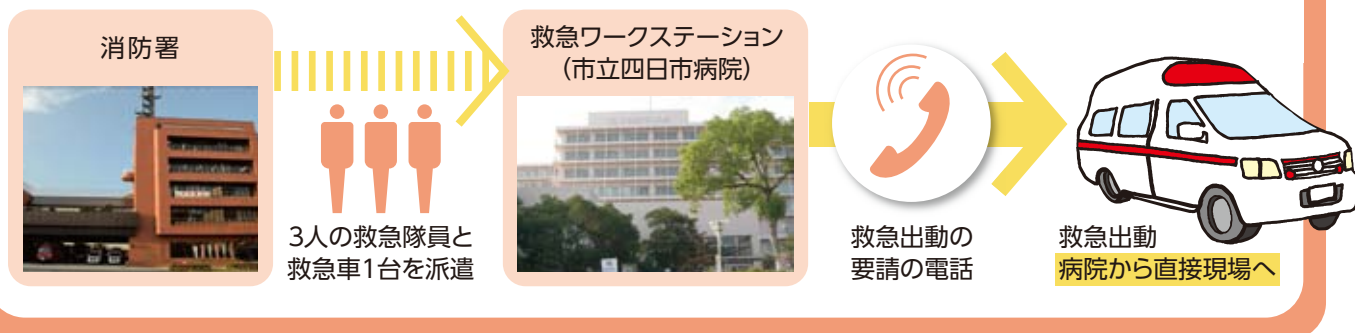 消防署
3人の救急隊員と
救急車1台を派遣
救急ワークステーション
(市立四日市病院)
救急出動の
要請の電話
救急出動
病院から直接現場へ